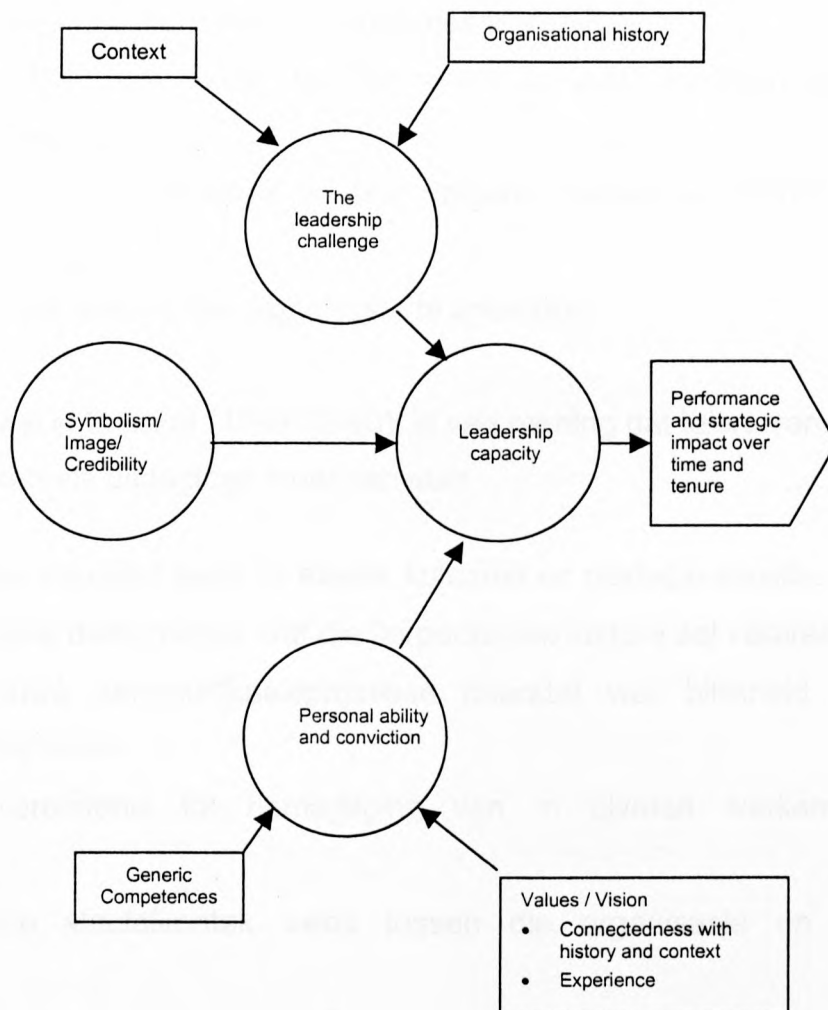 Context
Organisational history
The
leadership
challenge
Symbolism/
Image/
Credibility
Leadership
capacity
Performance
and strategic
impact over
time and
tenure
Personal ability
and conviction
Generic
Competences
Values / Vision
• Connectedness with
history and context
• Experience